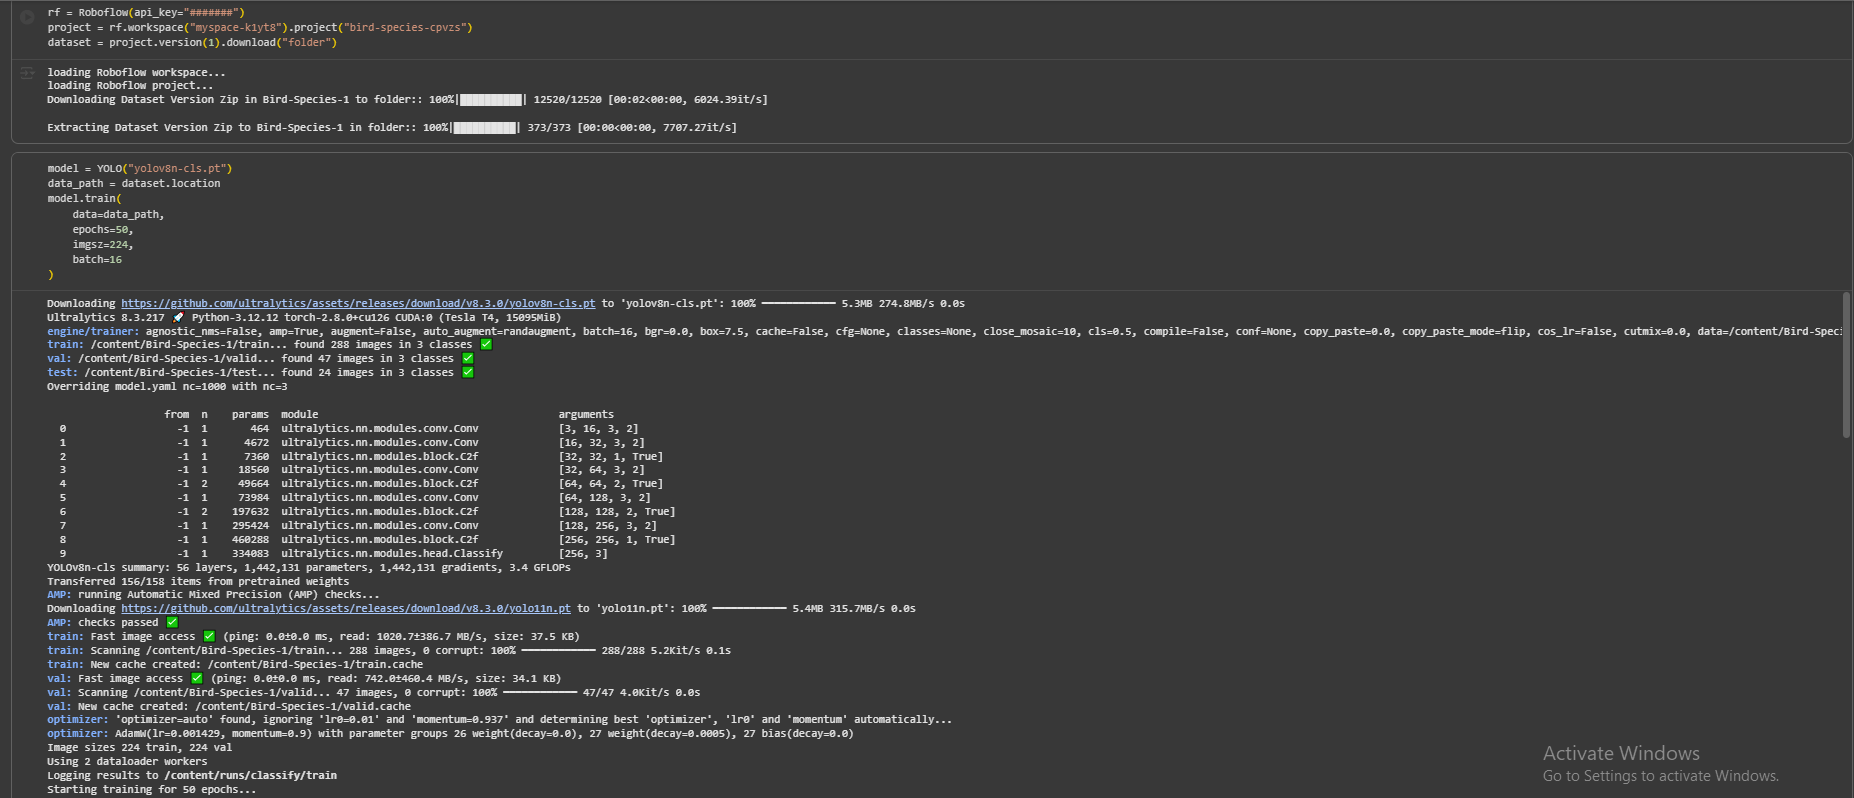 rf = Roboflow(api_key="#######")
project = rf.workspace("myspace-k1yt8").project("bird-species-cpvzs")
dataset = project.version(1).download("folder")
loading Roboflow workspace...
loading Roboflow project...
Downloading Dataset Version Zip in Bird-Species-1 to folder:: 100%|██████████| 12520/12520 [00:02<00:00, 6024.39it/s]
Extracting Dataset Version Zip to Bird-Species-1 in folder:: 100%|██████████| 373/373 [00:00<00:00, 7707.27it/s]
model = YOLO("yolov8n-cls.pt")
data_path = dataset.location
model.train(
    data=data_path,
    epochs=50,
    imgsz=224,
    batch=16
)
Downloading https://github.com/ultralytics/assets/releases/download/v8.3.0/yolov8n-cls.pt to 'yolov8n-cls.pt': 100% ━━━━━━━━━━━━ 5.3MB 274.8MB/s 0.0s
Ultralytics 8.3.217 🚀 Python-3.12.12 torch-2.8.0+cu126 CUDA:0 (Tesla T4, 15095MiB)
engine/trainer: agnostic_nms=False, amp=True, augment=False, auto_augment=randaugment, batch=16, bgr=0.0, box=7.5, cache=False, cfg=None, classes=None, close_mosaic=10, cls=0.5, compile=False, conf=None, copy_paste=0.0, copy_paste_mode=flip, cos_lr=False, cutmix=0.0, data=/content/Bird-Speci
train: /content/Bird-Species-1/train... found 288 images in 3 classes ✅
val: /content/Bird-Species-1/valid... found 47 images in 3 classes ✅
test: /content/Bird-Species-1/test... found 24 images in 3 classes ✅
Overriding model.yaml nc=1000 with nc=3
from n params module arguments
0 -1 1 464 ultralytics.nn.modules.conv.Conv [3, 16, 3, 2]
1 -1 1 4672 ultralytics.nn.modules.conv.Conv [16, 32, 3, 2]
2 -1 1 7360 ultralytics.nn.modules.block.C2f [32, 32, 1, True]
3 -1 1 18560 ultralytics.nn.modules.conv.Conv [32, 64, 3, 2]
4 -1 2 49664 ultralytics.nn.modules.block.C2f [64, 64, 2, True]
5 -1 1 73984 ultralytics.nn.modules.conv.Conv [64, 128, 3, 2]
6 -1 2 197632 ultralytics.nn.modules.block.C2f [128, 128, 2, True]
7 -1 1 295424 ultralytics.nn.modules.conv.Conv [128, 256, 3, 2]
8 -1 1 460288 ultralytics.nn.modules.block.C2f [256, 256, 1, True]
9 -1 1 334083 ultralytics.nn.modules.head.Classify [256, 3]
YOLOv8n-cls summary: 56 layers, 1,442,131 parameters, 1,442,131 gradients, 3.4 GFLOPs
Transferred 156/158 items from pretrained weights
AMP: running Automatic Mixed Precision (AMP) checks...
Downloading https://github.com/ultralytics/assets/releases/download/v8.3.0/yolo11n.pt to 'yolo11n.pt': 100% ━━━━━━━━━━━━ 5.4MB 315.7MB/s 0.0s
AMP: checks passed ✅
train: Fast image access ✅ (ping: 0.0±0.0 ms, read: 1020.7±386.7 MB/s, size: 37.5 KB)
train: Scanning /content/Bird-Species-1/train... 288 images, 0 corrupt: 100% ━━━━━━━━━━━━ 288/288 5.2Kit/s 0.1s
train: New cache created: /content/Bird-Species-1/train.cache
val: Fast image access ✅ (ping: 0.0±0.0 ms, read: 742.0±460.4 MB/s, size: 34.1 KB)
val: Scanning /content/Bird-Species-1/valid... 47 images, 0 corrupt: 100% ━━━━━━━━━━━━ 47/47 4.0Kit/s 0.0s
val: New cache created: /content/Bird-Species-1/valid.cache
optimizer: 'optimizer=auto' found, ignoring 'lr0=0.01' and 'momentum=0.937' and determining best 'optimizer', 'lr0' and 'momentum' automatically...
optimizer: AdamW(lr=0.001429, momentum=0.9) with parameter groups 26 weight(decay=0.0), 27 weight(decay=0.0005), 27 bias(decay=0.0)
Image sizes 224 train, 224 val
Using 2 dataloader workers
Logging results to /content/runs/classify/train
Starting training for 50 epochs...
Activate Windows
Go to Settings to activate Windows.